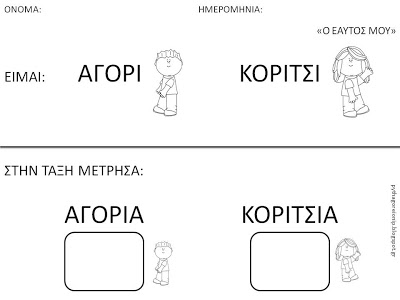 ΟΝΟΜΑ: ΗΜΕΡΟΜΗΝΙΑ:
«Ο ΕΑΥΤΟΣ ΜΟΥ»
ΕΙΜΑΙ: ΑΓΟΡΙ ΚΟΡΙΤΣΙ
ΣΤΗΝ ΤΑΞΗ ΜΕΤΡΗΣΑ:
ΑΓΟΡΙΑ ΚΟΡΙΤΣΙΑ